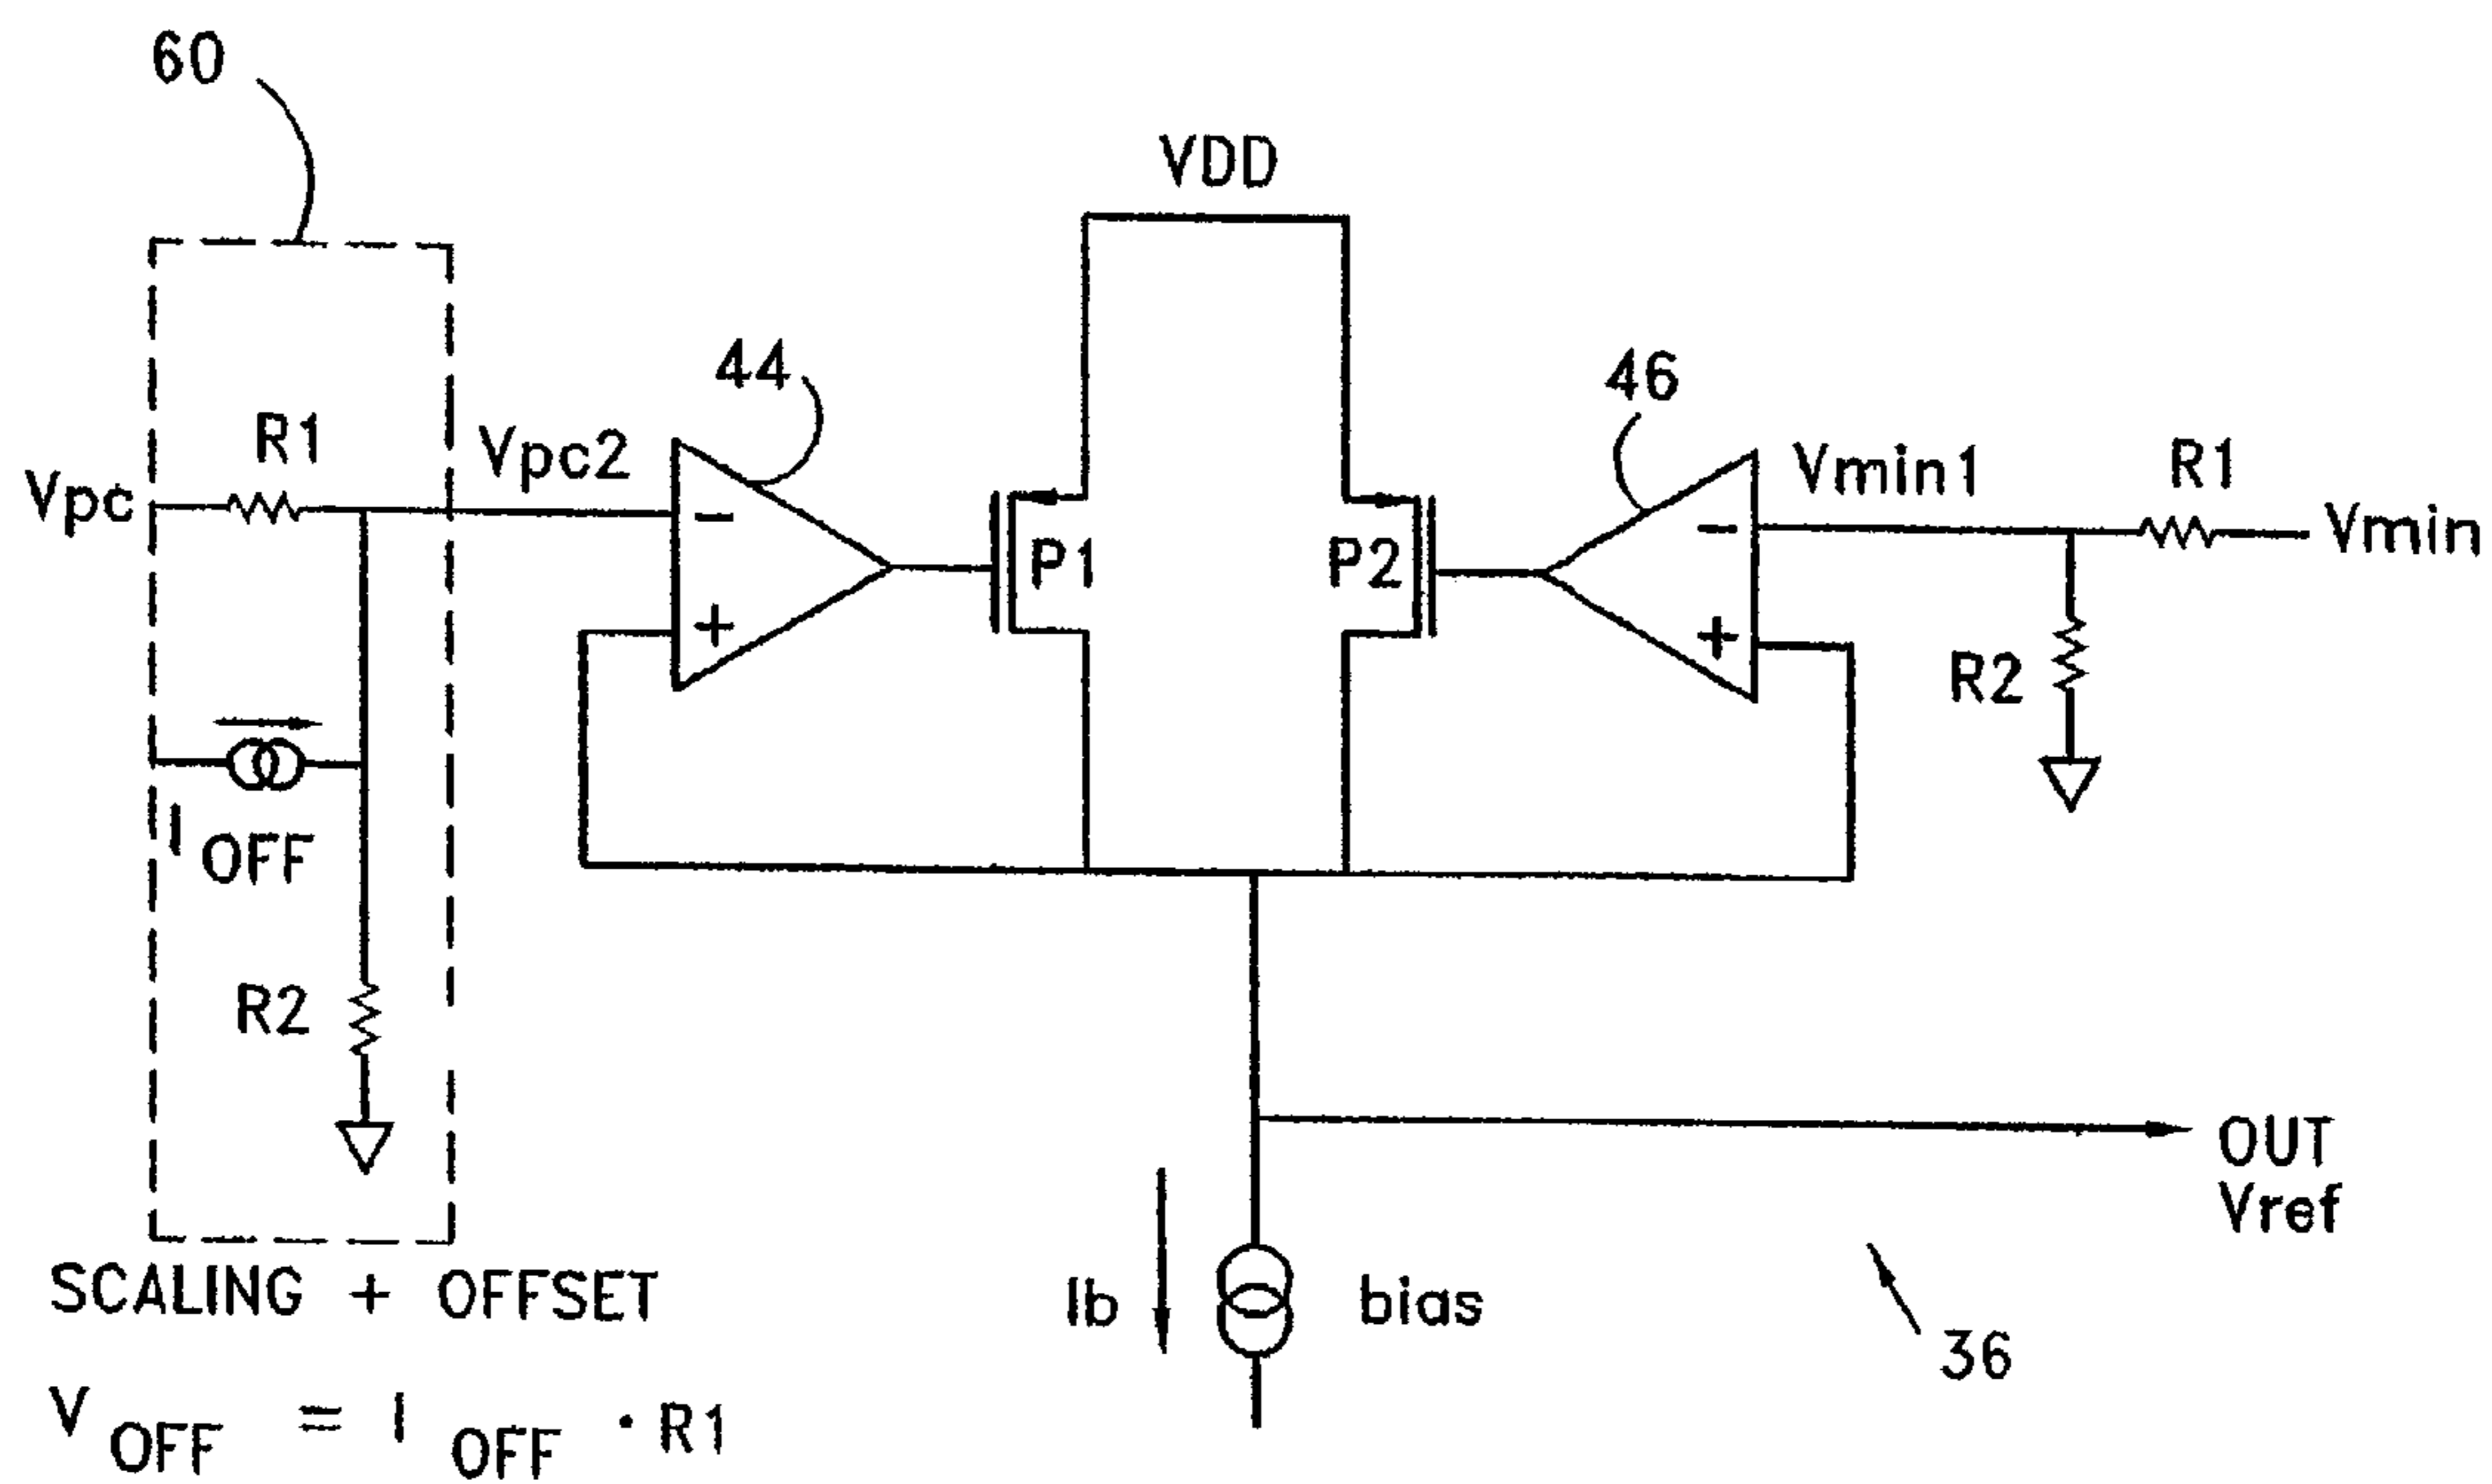 60
VDD
44
46
R1
Vpc2
Vmin1
R1
Vpc
-
-
Vmin
P1
P2
+
+
R2
I OFF
R2
OUT
Vref
SCALING + OFFSET
Ib
bias
36
V OFF = I OFF · R1